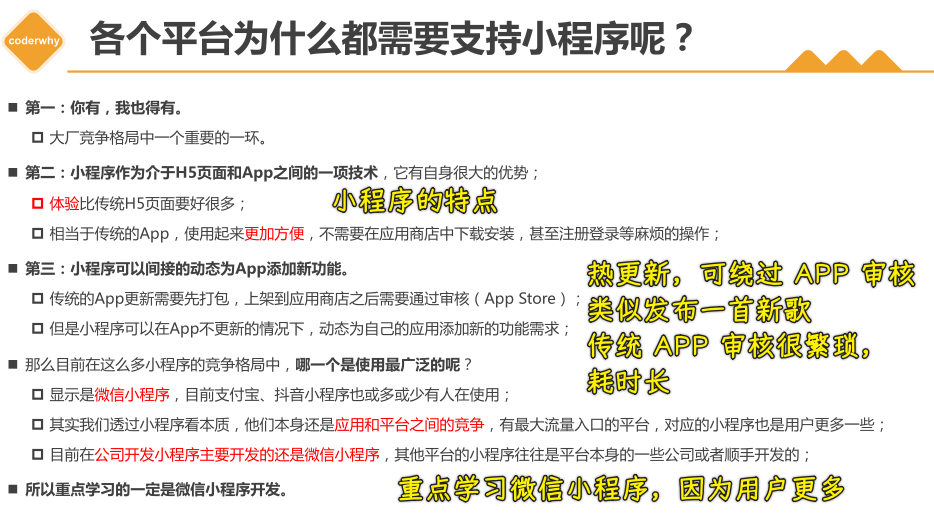 coderwhy
各个平台为什么都需要支持小程序呢？
第一：你有，我也得有。
大厂竞争格局中一个重要的一环。
第二：小程序作为介于H5页面和App之间的一项技术，它有自身很大的优势；
体验比传统H5页面要好很多；
小程序的特点
相当于传统的App，使用起来更加方便，不需要在应用商店中下载安装，甚至注册登录等麻烦的操作；
第三：小程序可以间接的动态为App添加新功能。
热更新，可绕过 APP 审核
传统的App更新需要先打包，上架到应用商店之后需要通过审核（App Store）；
类似发布一首新歌
但是小程序可以在App不更新的情况下，动态为自己的应用添加新的功能需求；
传统 APP 审核很繁琐，
耗时长
那么目前在这么多小程序的竞争格局中，哪一个是使用最广泛的呢？
显示是微信小程序，目前支付宝、抖音小程序也或多或少有人在使用；
其实我们透过小程序看本质，他们本身还是应用和平台之间的竞争，有最大流量入口的平台，对应的小程序也是用户更多一些；
目前在公司开发小程序主要开发的还是微信小程序，其他平台的小程序往往是平台本身的一些公司或者顺手开发的；
所以重点学习的一定是微信小程序开发。
重点学习微信小程序，因为用户更多